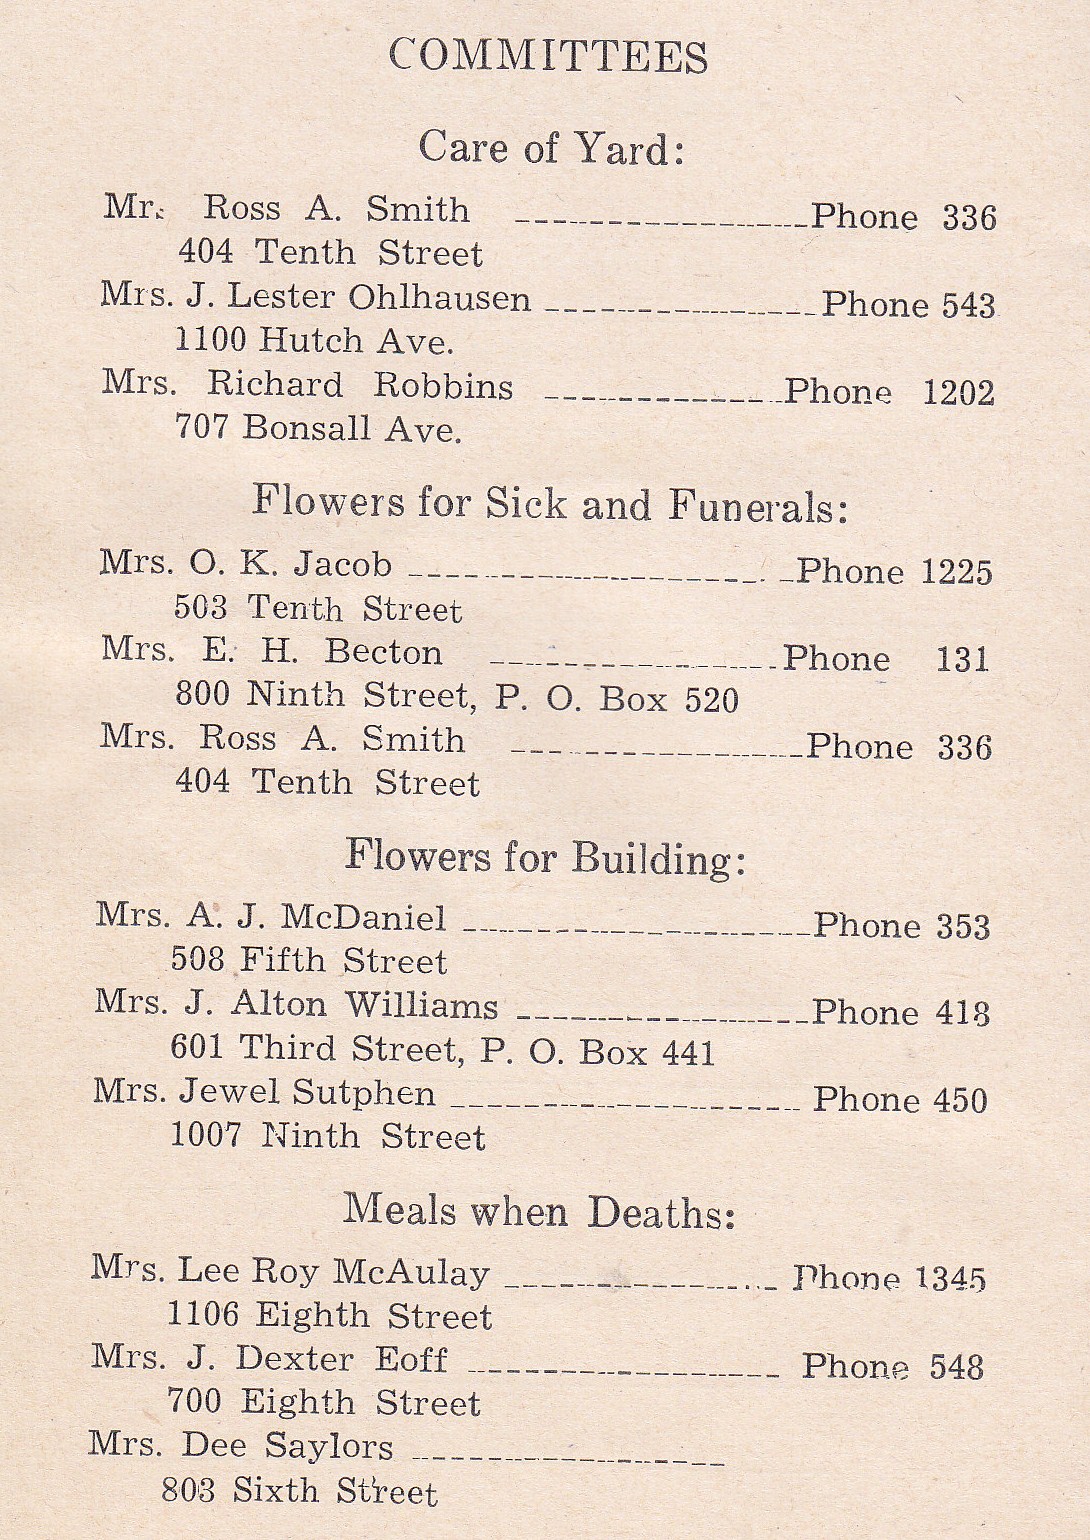 COMMITTEES
Care of Yard:
Mr. Ross A. Smith --------------------Phone 336
404 Tenth Street
Mrs. J. Lester Ohlhausen --------------------Phone 543
1100 Hutch Ave.
Mrs. Richard Robbins --------------------Phone 1202
707 Bonsall Ave.
Flowers for Sick and Funerals:
Mrs. O. K. Jacob --------------------Phone 1225
503 Tenth Street
Mrs. E. H. Becton --------------------Phone 131
800 Ninth Street, P. O. Box 520
Mrs. Ross A. Smith --------------------Phone 336
404 Tenth Street
Flowers for Building:
Mrs. A. J. McDaniel --------------------Phone 353
508 Fifth Street
Mrs. J. Alton Williams --------------------Phone 418
601 Third Street, P. O. Box 441
Mrs. Jewel Sutphen -------------------- Phone 450
1007 Ninth Street
Meals when Deaths:
Mrs. Lee Roy McAulay -------------------- Phone 1345
1106 Eighth Street
Mrs. J. Dexter Eoff -------------------- Phone 548
700 Eighth Street
Mrs. Dee Saylors --------------------
803 Sixth Street